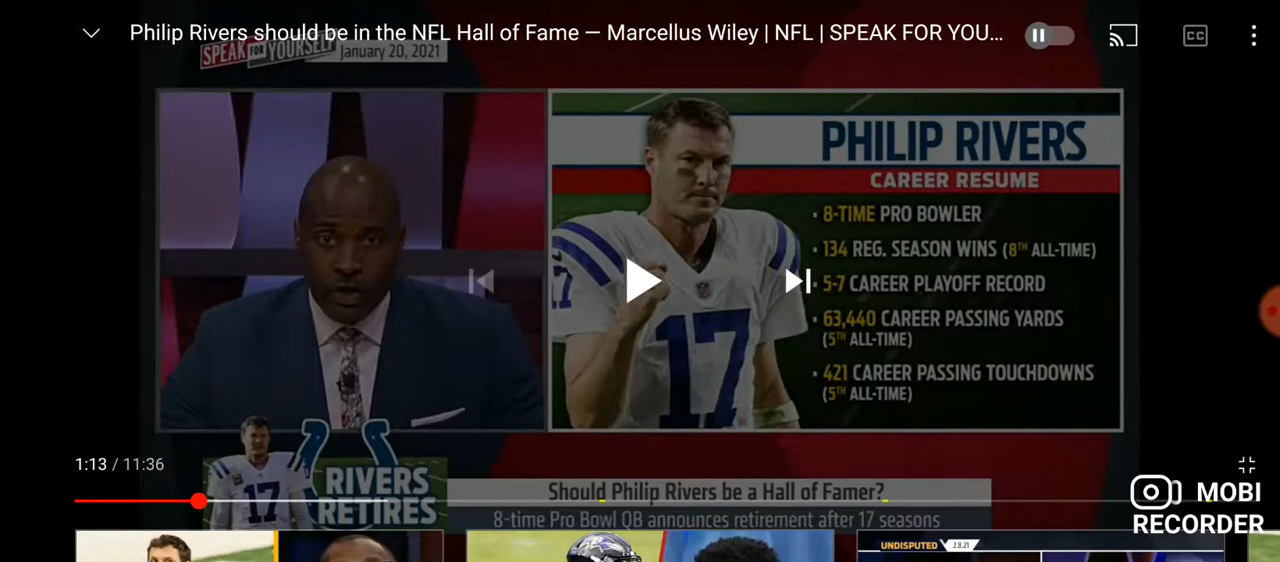 Philip Rivers should be in the NFL Hall of Fame — Marcellus Wiley | NFL | SPEAK FOR YOU...
CC
SPEAK FOR YOURSELF
January 20, 2021
PHILIP RIVERS
CAREER RESUME
• 8-TIME PRO BOWLER
• 134 REG. SEASON WINS (8TH ALL-TIME)
• 5-7 CAREER PLAYOFF RECORD
• 63,440 CAREER PASSING YARDS
(5TH ALL-TIME)
• 421 CAREER PASSING TOUCHDOWNS
(5TH ALL-TIME)
17
17
1:13 / 11:36
17
RIVERS
RETIRES
Should Philip Rivers be a Hall of Famer?
8-time Pro Bowl QB announces retirement after 17 seasons
MOBI
RECORDER
UNDISPUTED 2.8.21